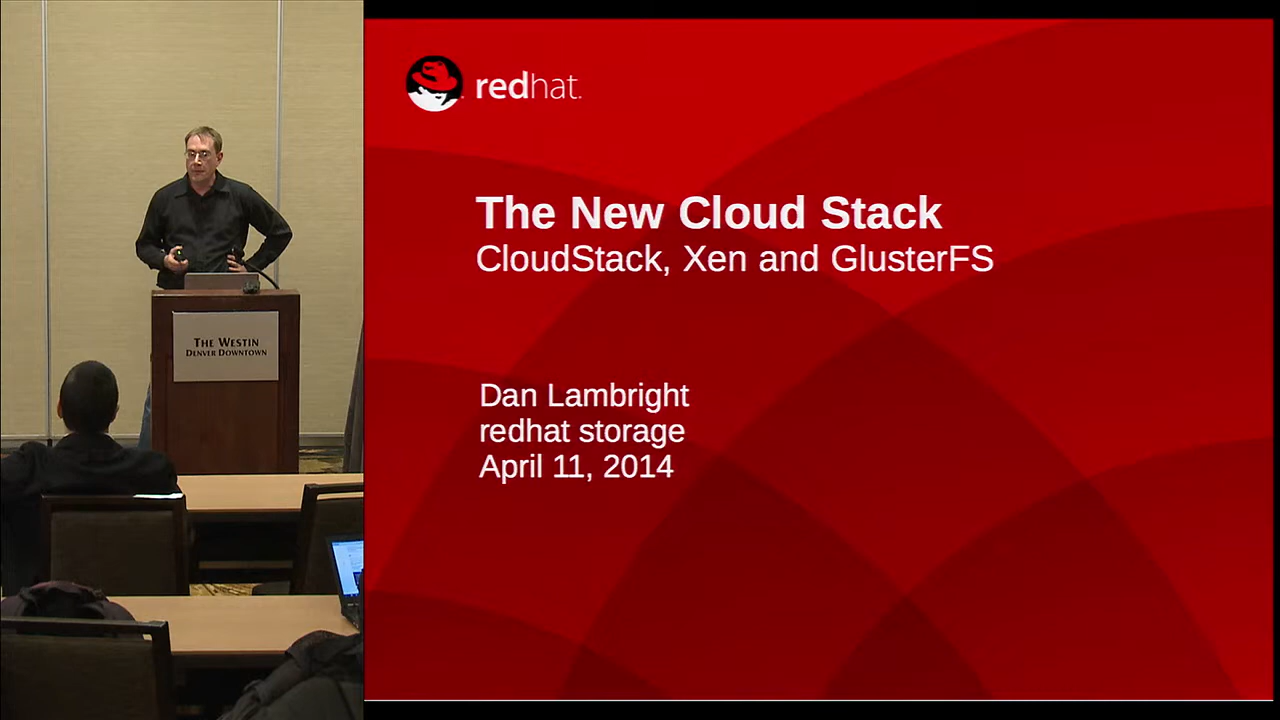 redhat.
The New Cloud Stack
CloudStack, Xen and GlusterFS
Dan Lambright
redhat storage
April 11, 2014
THE WESTIN
DENVER DOWNTOWN